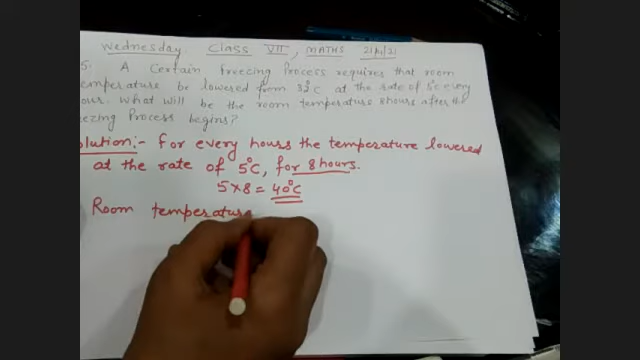 Wednesday Class VII, MATHS 21/4/21
5. A Certain freezing Process requires that room
temperature be lowered from at the rate of 5°C every
hour. What will be the room temperature 8hours after the
freezing Process begins?
Solution:- for every hours the temperature lowered
at the rate of 5°C, for 8 hours.
5×8 = 40°C
Room temperature